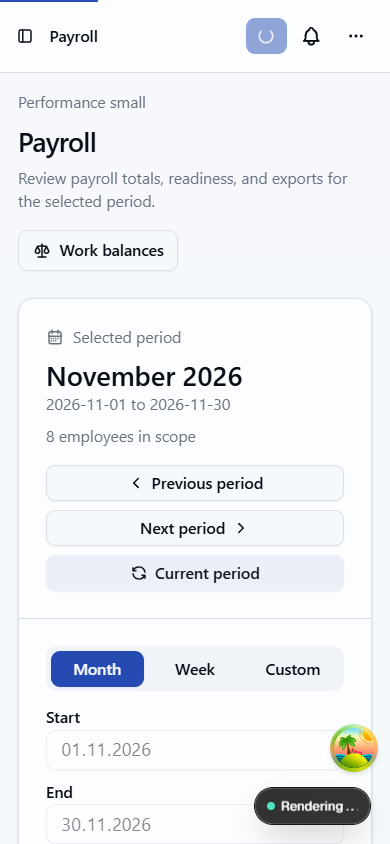 Payroll
Performance small
Payroll
Review payroll totals, readiness, and exports for
the selected period.
Work balances
Selected period
November 2026
2026-11-01 to 2026-11-30
8 employees in scope
Previous period
Next period
Current period
Month Week Custom
Start
01.11.2026
End
30.11.2026
Rendering ...